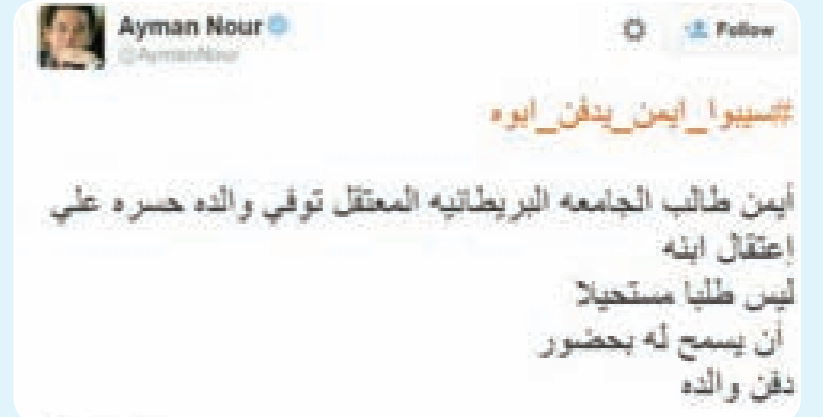 Ayman Nour
@AymanNour
Follow
#سيبوا_ايمن_يدفن_ابوه
أيمن طالب الجامعه البريطانيه المعتقل توفي والده حسره علي
إعتقال ابنه
ليس طلبا مستحيلا
أن يسمح له بحضور
دفن والده